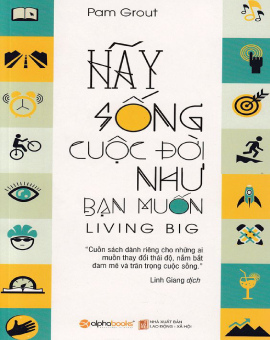 Pam Grout
HÃY
SỐNG
CUỘC ĐỜI
NHƯ
BẠN MUỐN
LIVING BIG
"Cuốn sách dành riêng cho những ai
muốn thay đổi thái độ, nắm bắt
đam mê và trân trọng cuộc sống."
Linh Giang dịch
alphabooks
NHÀ XUẤT BẢN
LAO ĐỘNG - XÃ HỘI